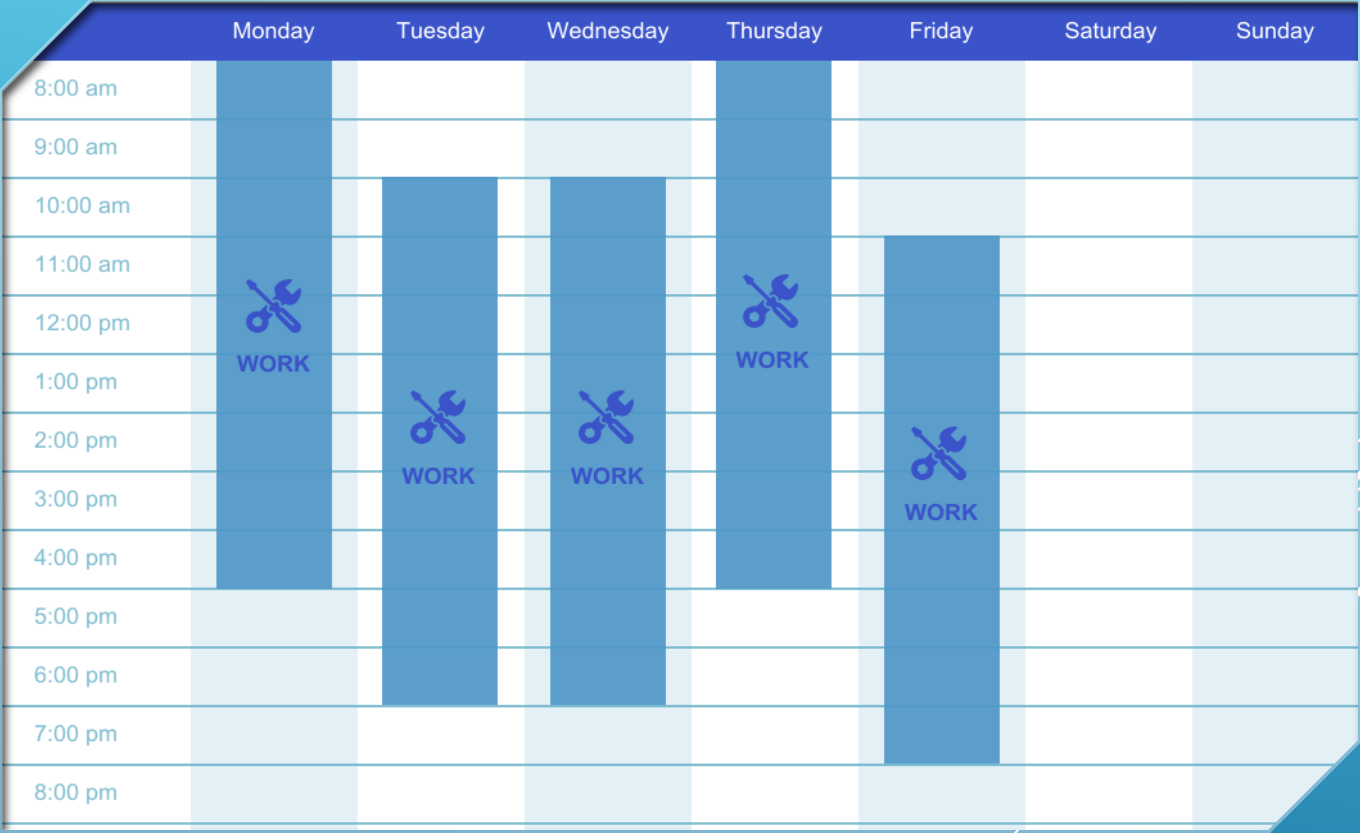 Monday Tuesday Wednesday Thursday Friday Saturday Sunday
8:00 am
9:00 am
10:00 am
11:00 am
12:00 pm
WORK WORK
1:00 pm
2:00 pm
WORK WORK
3:00 pm
WORK
4:00 pm
5:00 pm
6:00 pm
7:00 pm
8:00 pm